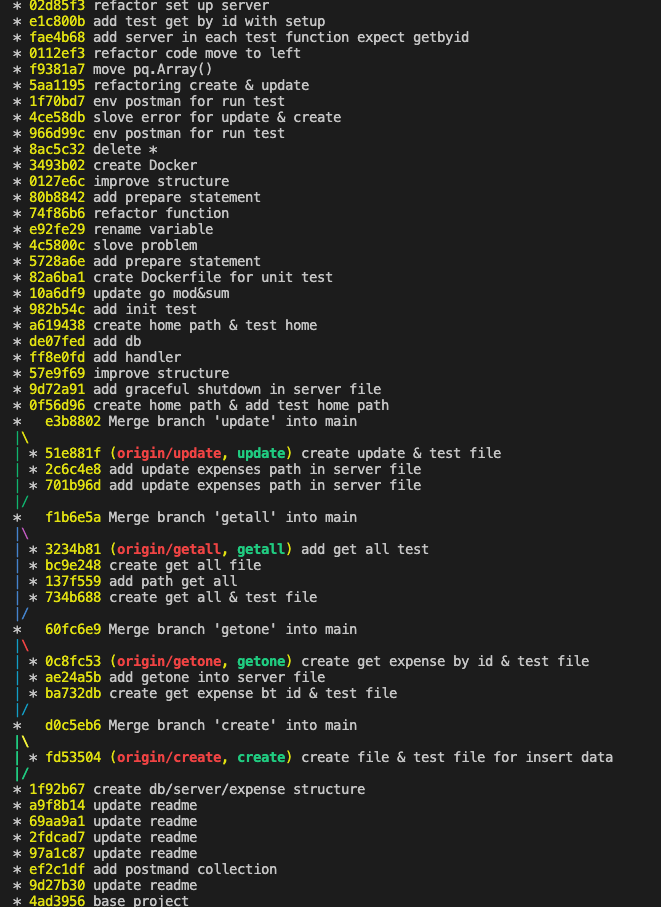 * 02d85f3 refactor set up server
* e1c800b add test get by id with setup
* fae4b68 add server in each test function expect getbyid
* 0112ef3 refactor code move to left
* f9381a7 move pq.Array()
* 5aa1195 refactoring create & update
* 1f70bd7 env postman for run test
* 4ce58db slove error for update & create
* 966d99c env postman for run test
* 8ac5c32 delete *
* 3493b02 create Docker
* 0127e6c improve structure
* 80b8842 add prepare statement
* 74f86b6 refactor function
* e92fe29 rename variable
* 4c5800c slove problem
* 5728a6e add prepare statement
* 82a6ba1 crate Dockerfile for unit test
* 10a6df9 update go mod&sum
* 982b54c add init test
* a619438 create home path & test home
* de07fed add db
* ff8e0fd add handler
* 57e9f69 improve structure
* 9d72a91 add graceful shutdown in server file
* 0f56d96 create home path & add test home path
*   e3b8802 Merge branch 'update' into main
|\
| * 51e881f (origin/update, update) create update & test file
| * 2c6c4e8 add update expenses path in server file
| * 701b96d add update expenses path in server file
|/
*   f1b6e5a Merge branch 'getall' into main
|\
| * 3234b81 (origin/getall, getall) add get all test
| * bc9e248 create get all file
| * 137f559 add path get all
| * 734b688 create get all & test file
|/
*   60fc6e9 Merge branch 'getone' into main
|\
| * 0c8fc53 (origin/getone, getone) create get expense by id & test file
| * ae24a5b add getone into server file
| * ba732db create get expense bt id & test file
|/
*   d0c5eb6 Merge branch 'create' into main
|\
| * fd53504 (origin/create, create) create file & test file for insert data
|/
* 1f92b67 create db/server/expense structure
* a9f8b14 update readme
* 69aa9a1 update readme
* 2fdcad7 update readme
* 97a1c87 update readme
* ef2c1df add postmand collection
* 9d27b30 update readme
* 4ad3956 base project